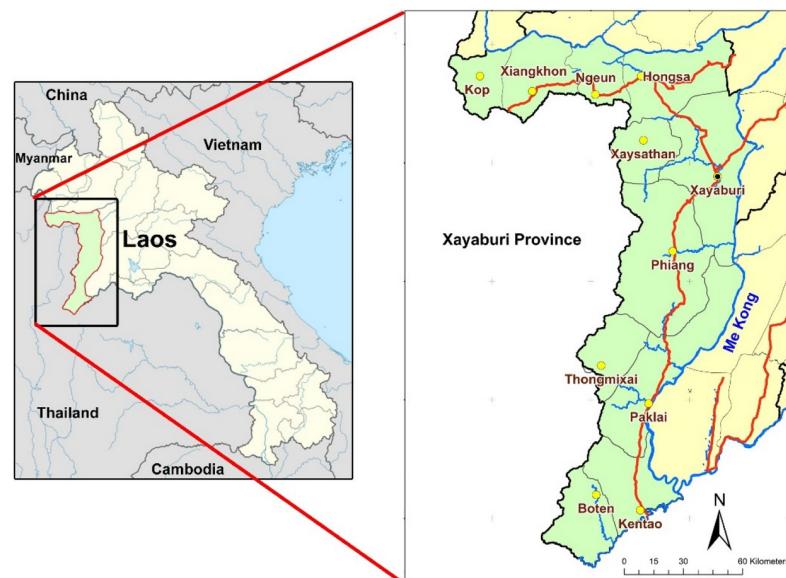 China
Vietnam
Myanmar
Laos
Thailand
Cambodia
Kop
Xiangkhon
Ngeun
Hongsa
Xaysathan
Xayaburi
Xayaburi Province
Phiang
Me Kong
Thongmixai
Paklai
Boten
Kentao
N
0 15 30 60 Kilometers